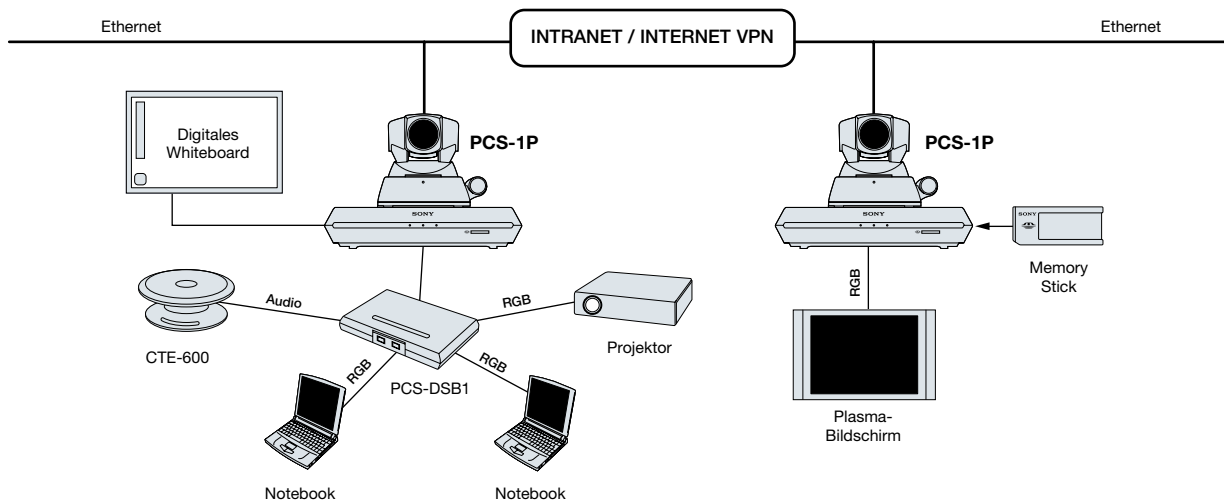 Ethernet
INTRANET / INTERNET VPN
Ethernet
Digitales
Whiteboard
PCS-1P
PCS-1P
SONY
SONY
SONY
Memory
Stick
Audio
RGB
RGB
CTE-600
Projektor
RGB
RGB
PCS-DSB1
Plasma-
Bildschirm
Notebook
Notebook